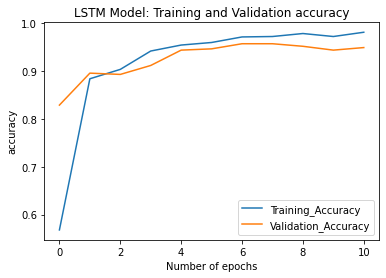 LSTM Model: Training and Validation accuracy
1.0
0.9
0.8
0.7
0.6
accuracy
0 2 4 6 8 10
Number of epochs
Training_Accuracy
Validation_Accuracy